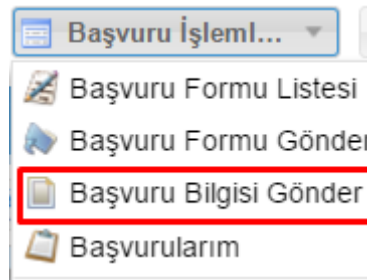 Başvuru İşleml...
Başvuru Formu Listesi
Başvuru Formu Gönder
Başvuru Bilgisi Gönder
Başvurularım